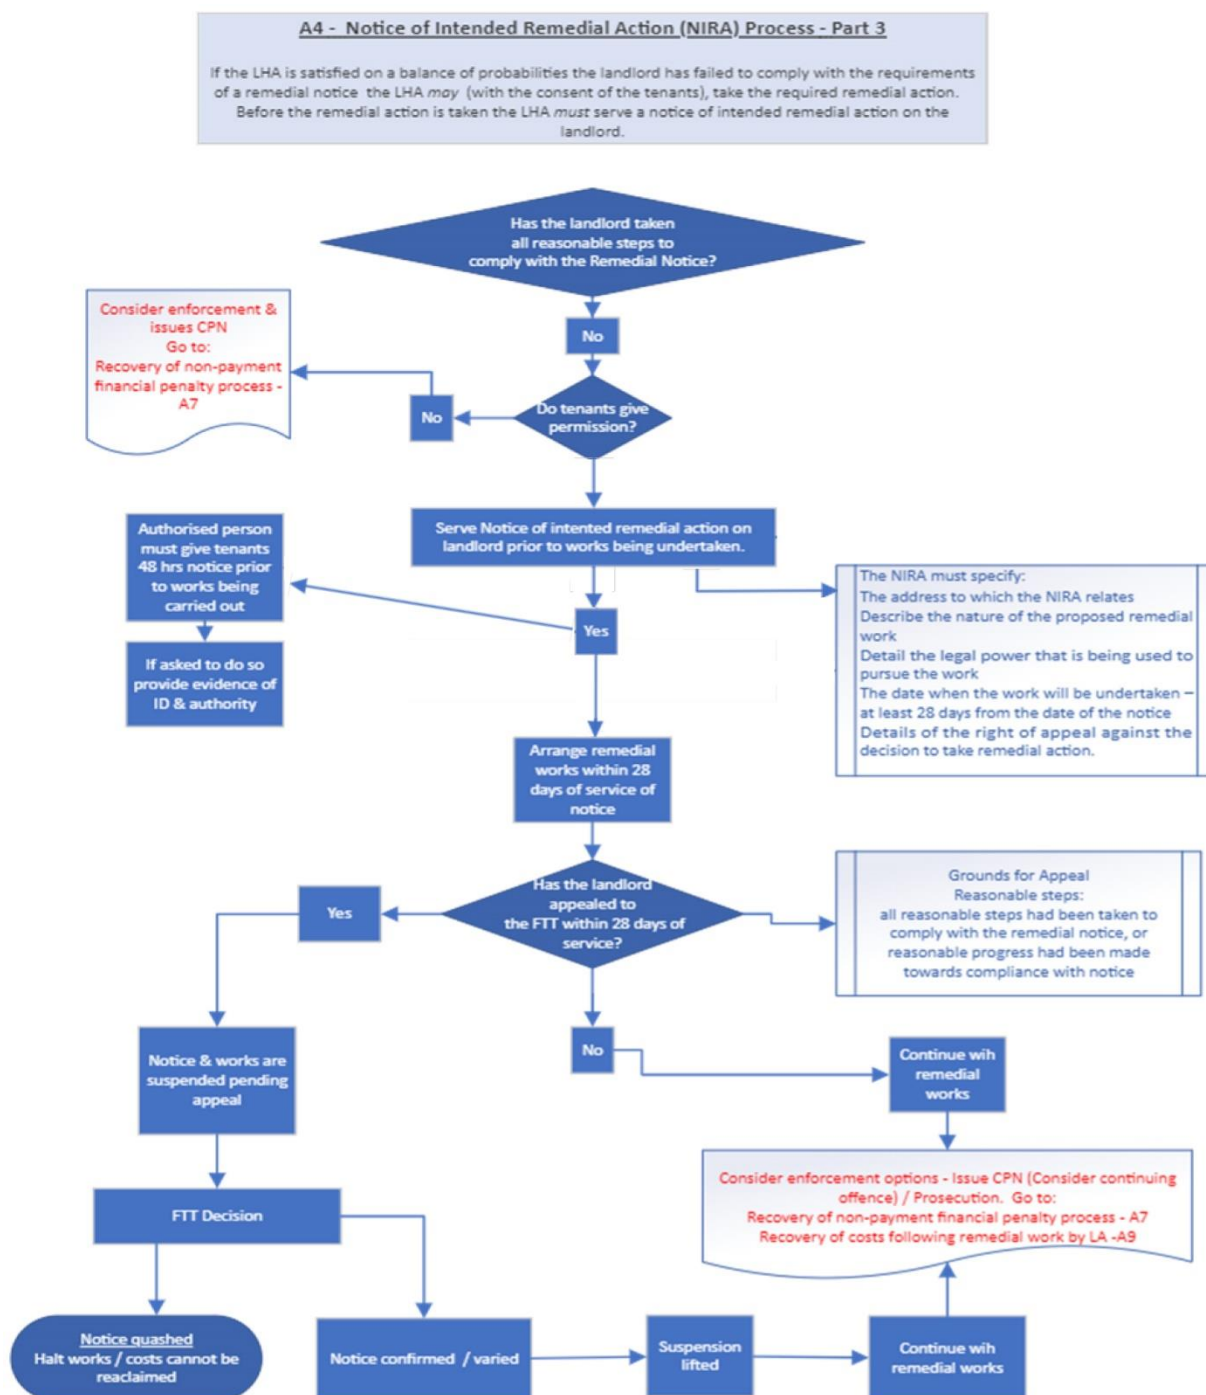 A4 - Notice of Intended Remedial Action (NIRA) Process - Part 3
If the LHA is satisfied on a balance of probabilities the landlord has failed to comply with the requirements
of a remedial notice the LHA may (with the consent of the tenants), take the required remedial action.
Before the remedial action is taken the LHA must serve a notice of intended remedial action on the
landlord.
Has the landlord taken
all reasonable steps to
comply with the Remedial Notice?
No
Consider enforcement &
issues CPN
Go to:
Recovery of non-payment
financial penalty process -
A7
No
Do tenants give
permission?
Serve Notice of intented remedial action on
landlord prior to works being undertaken.
Authorised person
must give tenants
48 hrs notice prior
to works being
carried out
Yes
If asked to do so
provide evidence of
ID & authority
The NIRA must specify:
The address to which the NIRA relates
Describe the nature of the proposed remedial
work
Detail the legal power that is being used to
pursue the work
The date when the work will be undertaken –
at least 28 days from the date of the notice
Details of the right of appeal against the
decision to take remedial action.
Arrange remedial
works within 28
days of service of
notice
Has the landlord
appealed to
the FTT within 28 days of
service?
Yes
Grounds for Appeal
Reasonable steps:
all reasonable steps had been taken to
comply with the remedial notice, or
reasonable progress had been made
towards compliance with notice
No
Notice & works are
suspended pending
appeal
Continue wih
remedial
works
FTT Decision
Consider enforcement options - Issue CPN (Consider continuing
offence) / Prosecution. Go to:
Recovery of non-payment financial penalty process - A7
Recovery of costs following remedial work by LA -A9
Notice quashed
Halt works / costs cannot be
reaclaimed
Notice confirmed / varied
Suspension
lifted
Continue wih
remedial works